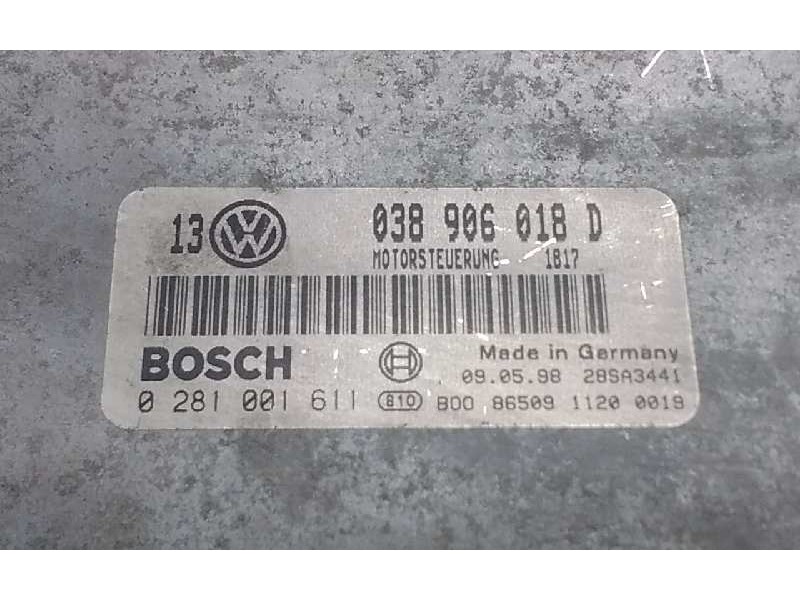 13 VW 038 906 018 D
MOTORSTEUERUNG 1817
BOSCH Made in Germany
09.05.98 28SA3441
0 281 001 611 810 800 86509 1120 0019